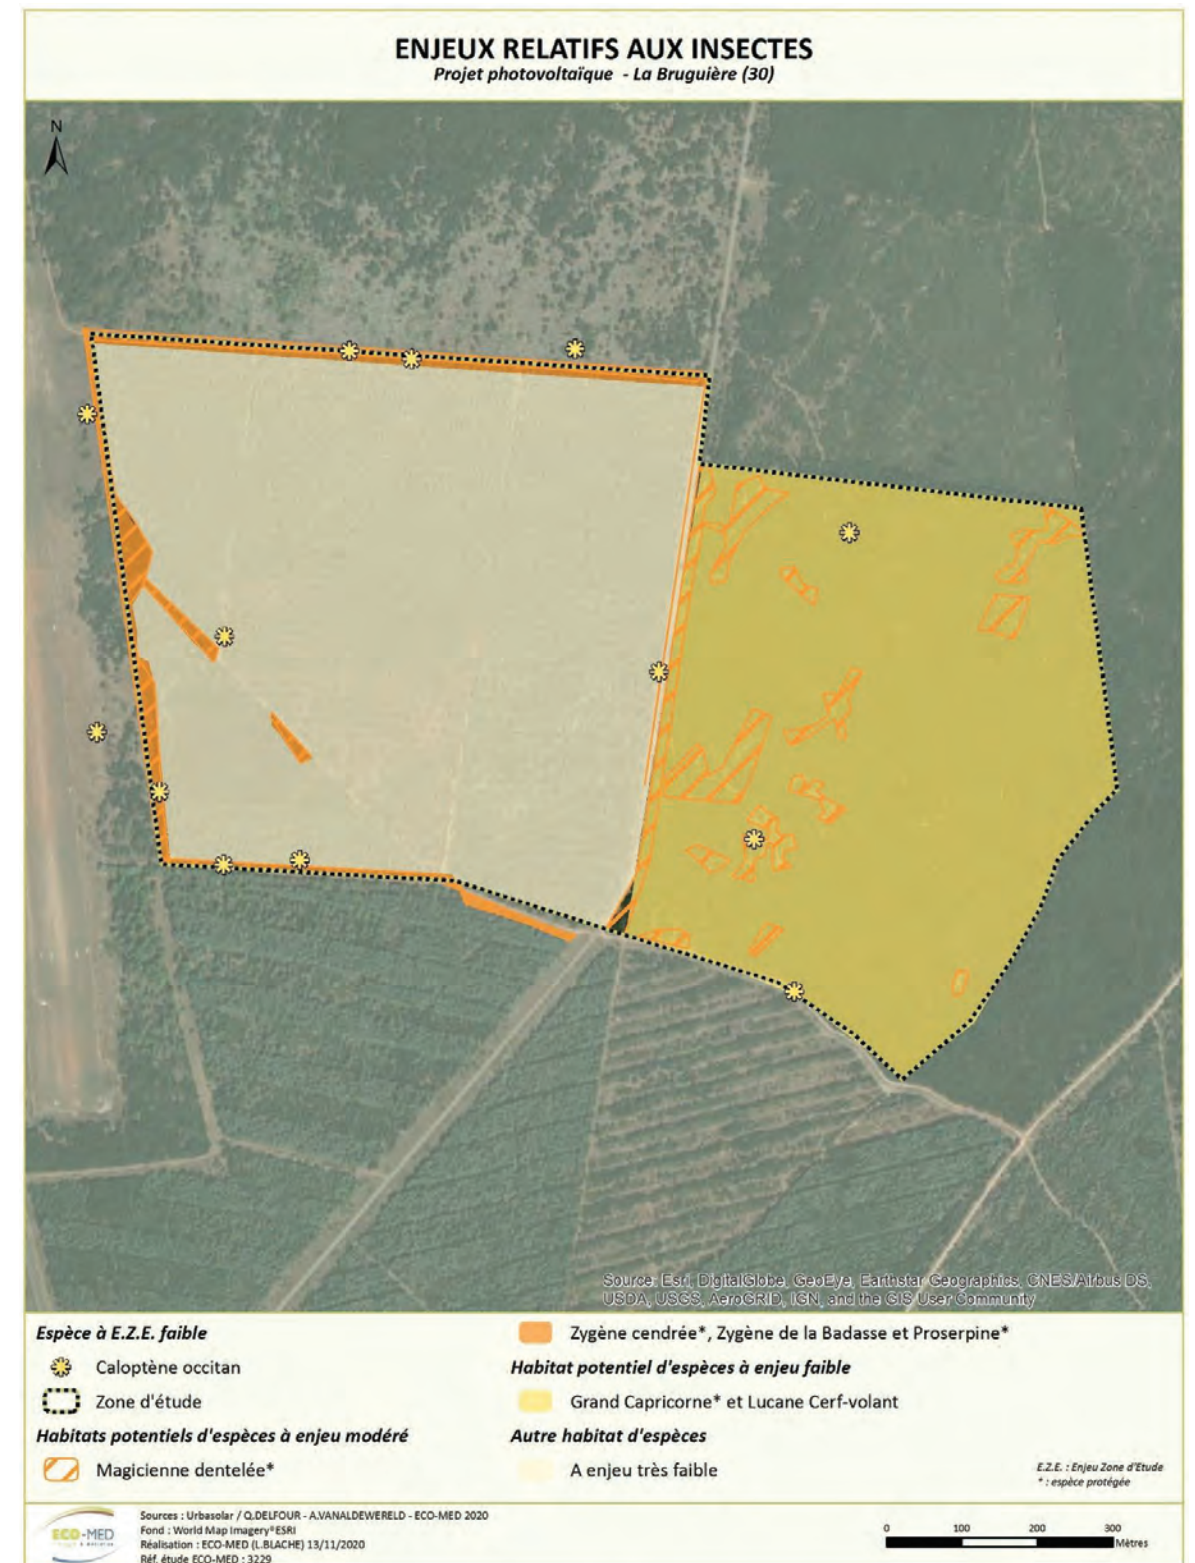 ENJEUX RELATIFS AUX INSECTES
Projet photovoltaïque - La Bruguière (30)
N
Source: Esri, DigitalGlobe, GeoEye, Earthstar Geographics, CNES/Airbus DS,
USDA, USGS, AeroGRID, IGN, and the GIS User Community
Espèce à E.Z.E. faible
Caloptène occitan
Zone d'étude
Habitats potentiels d'espèces à enjeu modéré
Magicienne dentelée*
Zygène cendrée*, Zygène de la Badasse et Proserpine*
Habitat potentiel d'espèces à enjeu faible
Grand Capricorne* et Lucane Cerf-volant
Autre habitat d'espèces
A enjeu très faible
E.Z.E. : Enjeu Zone d'Etude
* : espèce protégée
ECO-MED
Sources : Urbasolar / Q.DELFOUR - A.VANALDEWERELD - ECO-MED 2020
Fond : World Map Imagery®ESRI
Réalisation : ECO-MED (L.BLACHE) 13/11/2020
Réf. étude ECO-MED : 3229
0 100 200 300
Mètres